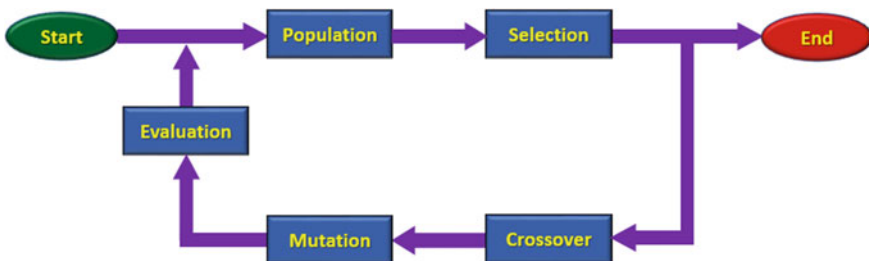 Start
Population
Selection
End
Evaluation
Mutation
Crossover